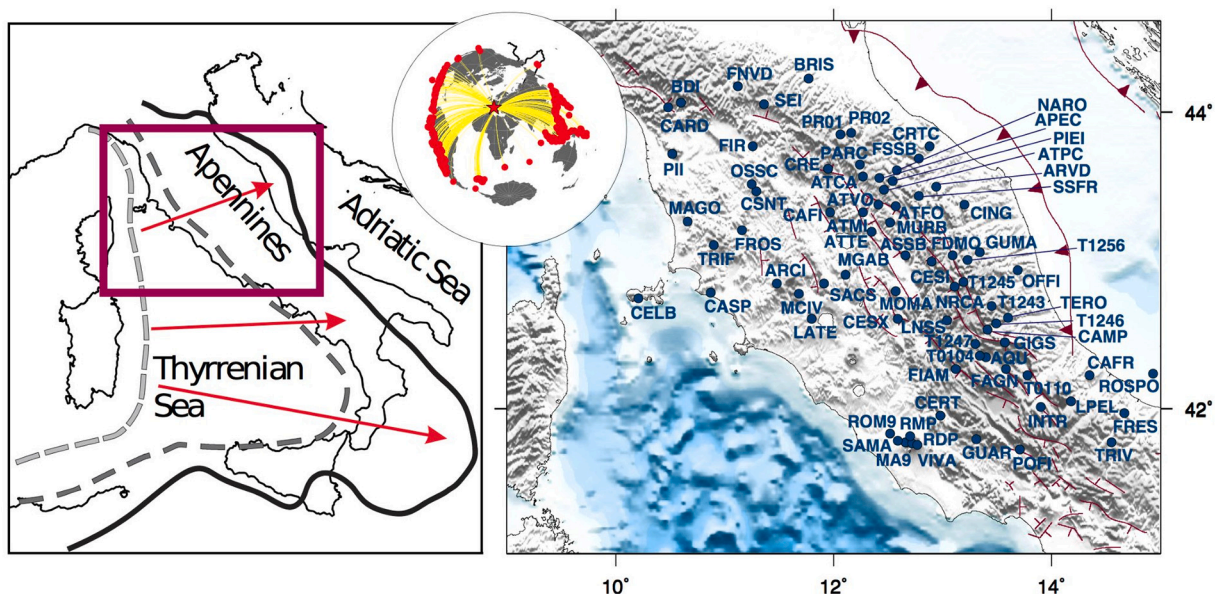 Apennines
Adriatic Sea
Thyrrenian
Sea
BRIS
FNVD
BDI
SEI
CARD
NARO
APEC
PIEI
ATPC
ARVD
SSFR
PR01
PR02
CRTC
FSSB
FIR
PARC
PII
CRE
OSSC
ATCA
CSNT
ATVO
CAFI
ATFO
CING
MAGO
ATMI
MURB
FROS
ATTE
ASSB
FDMO
GUMA
T1256
TRIF
MGAB
ARCI
CESI
T1245
OFFI
CELB
CASP
MCIV
SACS
MOMA
NRCA
T1243
TERO
LATE
CESX
LNSS
T1246
T1247
GIGS
CAMP
T0104
AQU
CAFR
FIAM
FAGN
T0110
ROSPO
CERT
LPEL
ROM9
RMP
INTR
FRES
SAMA
RDP
GUAR
TRIV
MA9
VIVA
POFI
44°
42°
10°
12°
14°